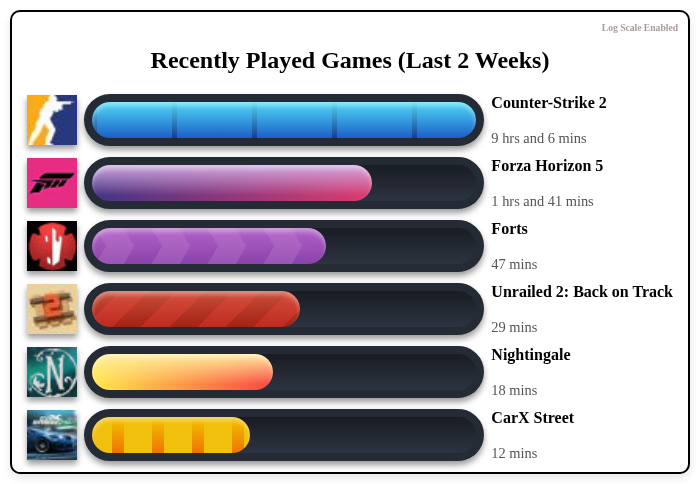 Log Scale Enabled
Recently Played Games (Last 2 Weeks)
Counter-Strike 2
9 hrs and 6 mins
Forza Horizon 5
1 hrs and 41 mins
Forts
47 mins
2
Unrailed 2: Back on Track
29 mins
N
Nightingale
18 mins
CarX Street
12 mins